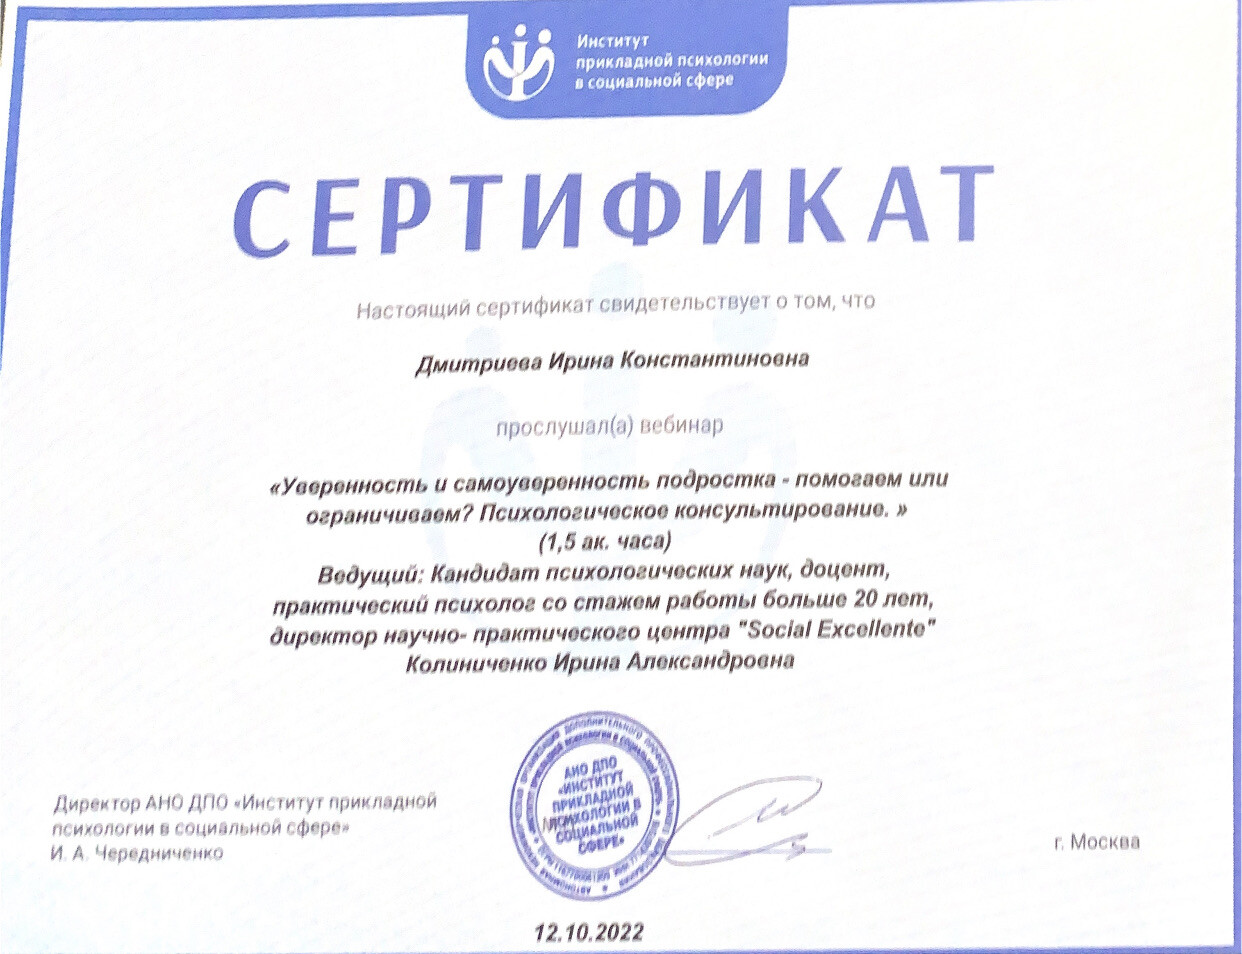 Институт
прикладной психологии
в социальной сфере
СЕРТИФИКАТ
Настоящий сертификат свидетельствует о том, что
Дмитриева Ирина Константиновна
прослушал(а) вебинар
«Уверенность и самоуверенность подростка - помогаем или
ограничиваем? Психологическое консультирование. »
(1,5 ак. часа)
Ведущий: Кандидат психологических наук, доцент,
практический психолог со стажем работы больше 20 лет,
директор научно- практического центра "Social Excellente"
Колиниченко Ирина Александровна
АНО ДПО
«ИНСТИТУТ
ПРИКЛАДНОЙ
ПСИХОЛОГИИ В
СОЦИАЛЬНОЙ
СФЕРЕ»
Директор АНО ДПО «Институт прикладной
психологии в социальной сфере»
И. А. Чередниченко
г. Москва
12.10.2022